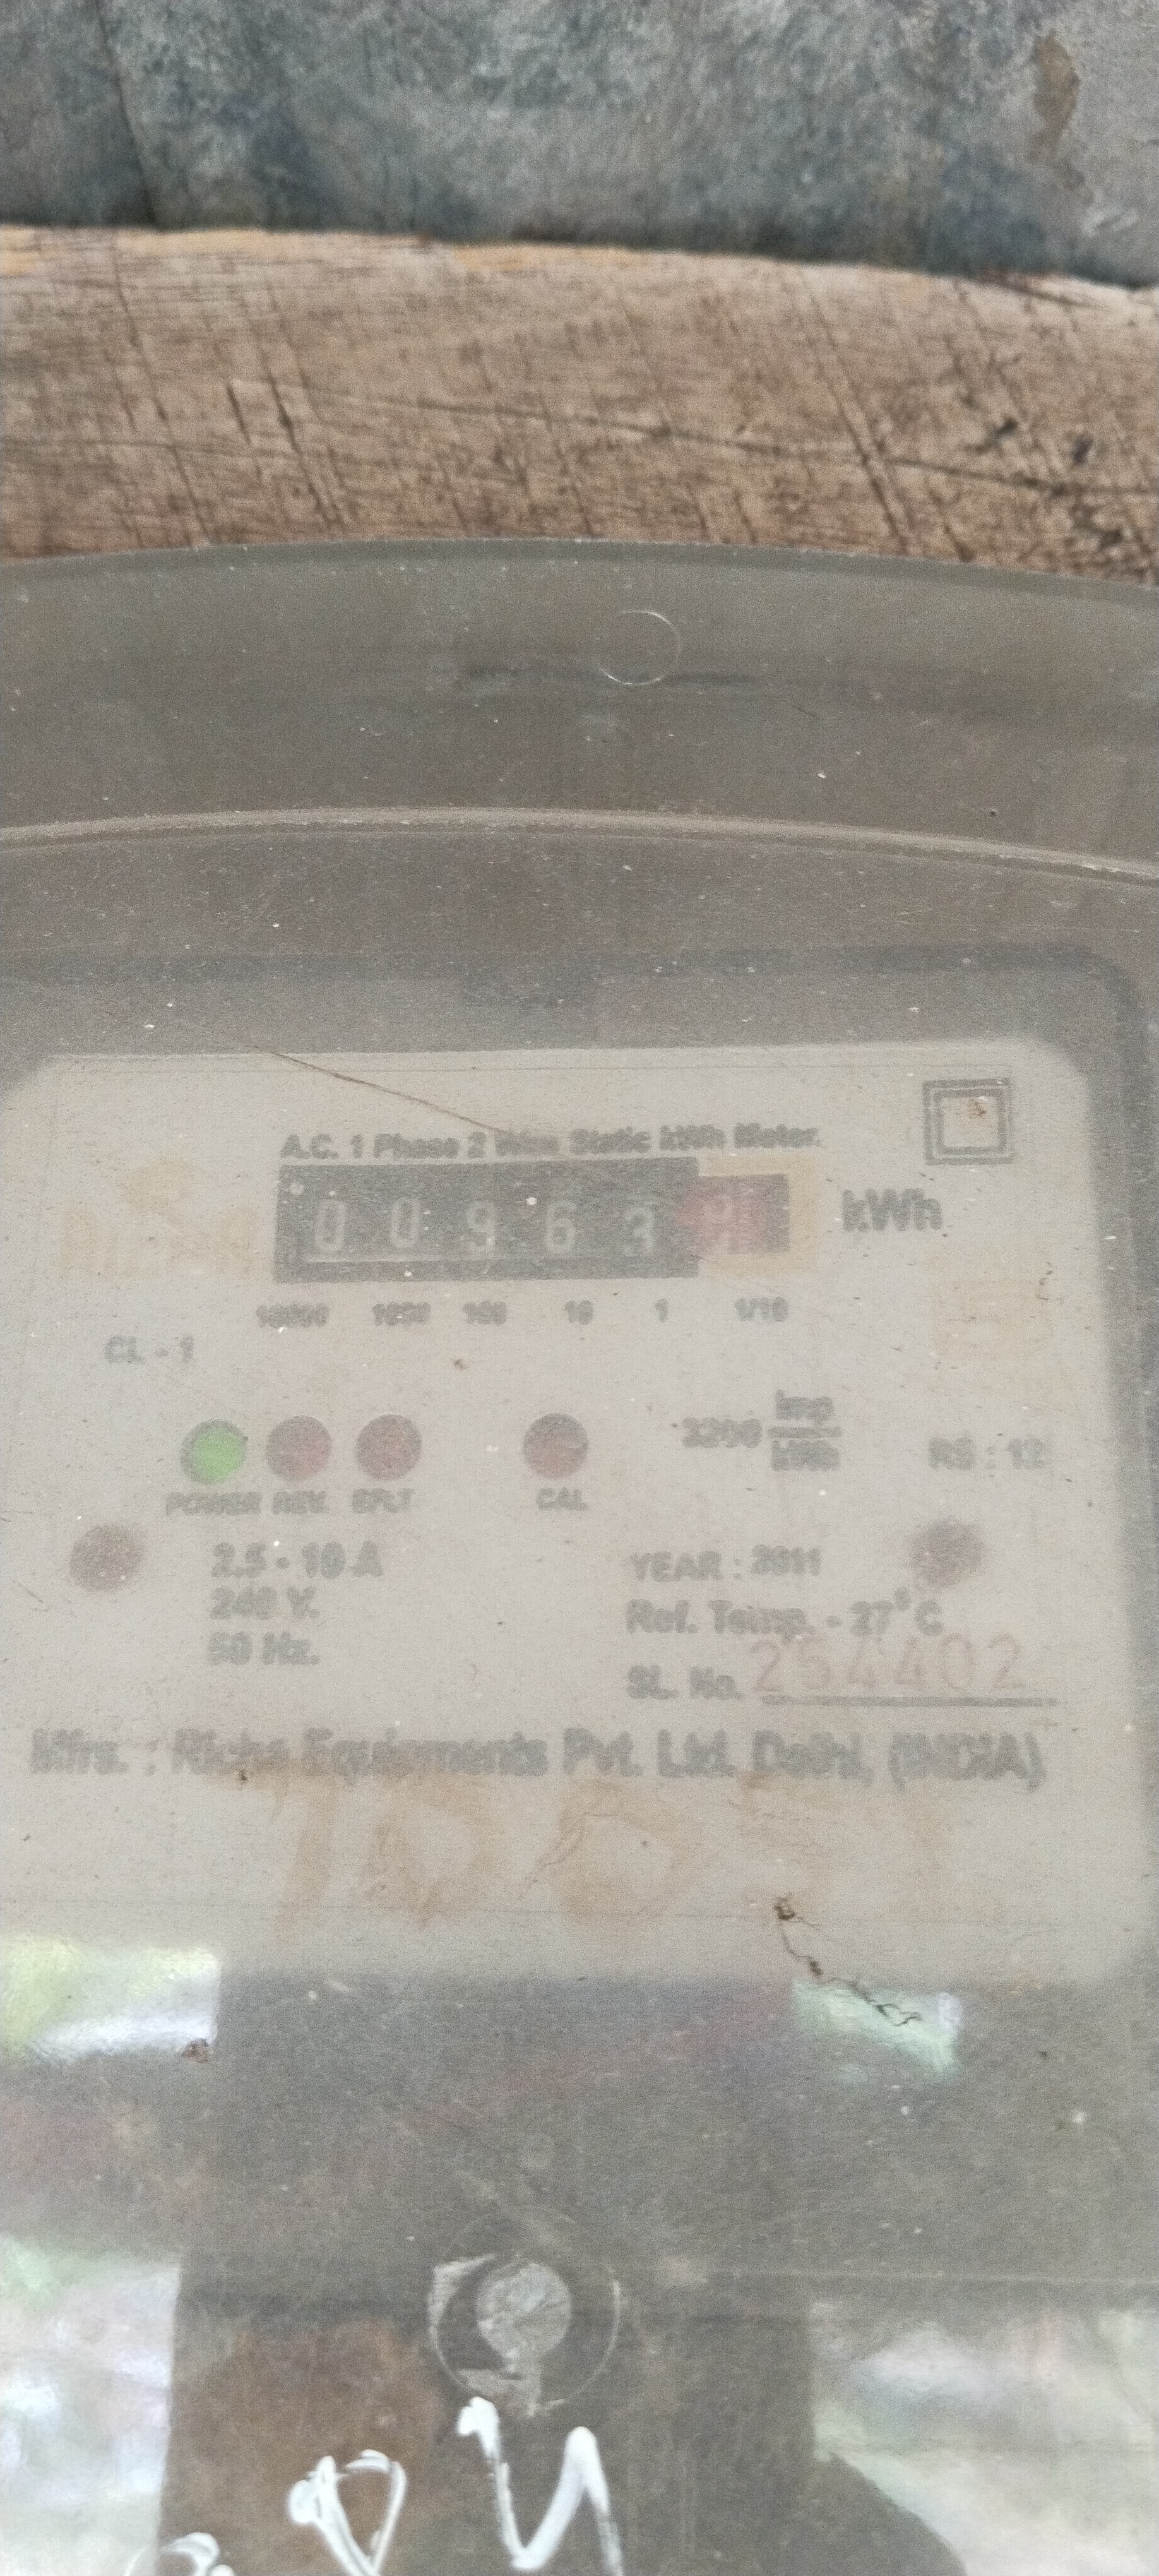 A.C. 1 Phase 2 Wire Static kWh Meter.
0 0 9 6 3 kWh
10000 1000 100 10 1 1/10
CL - 1
3200 Imp/kWh
RS : 12
POWER REV. EFLT CAL
2.5 - 10 A
240 V.
50 Hz.
YEAR : 2011
Ref. Temp. - 27°C
SL. No. 254402
Mfrs. : Equipments Pvt. Ltd. Delhi, (INDIA)